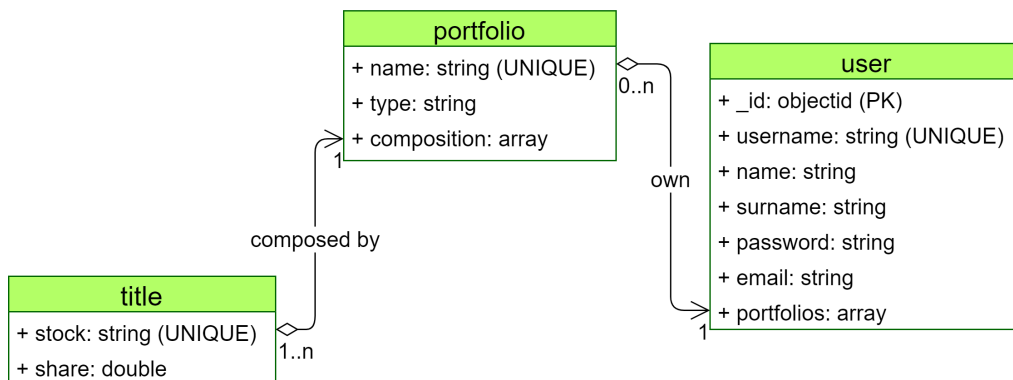 portfolio
+ name: string (UNIQUE)
+ type: string
+ composition: array
0..n
1
own
user
+ _id: objectid (PK)
+ username: string (UNIQUE)
+ name: string
+ surname: string
+ password: string
+ email: string
+ portfolios: array
1
composed by
title
+ stock: string (UNIQUE)
+ share: double
1..n